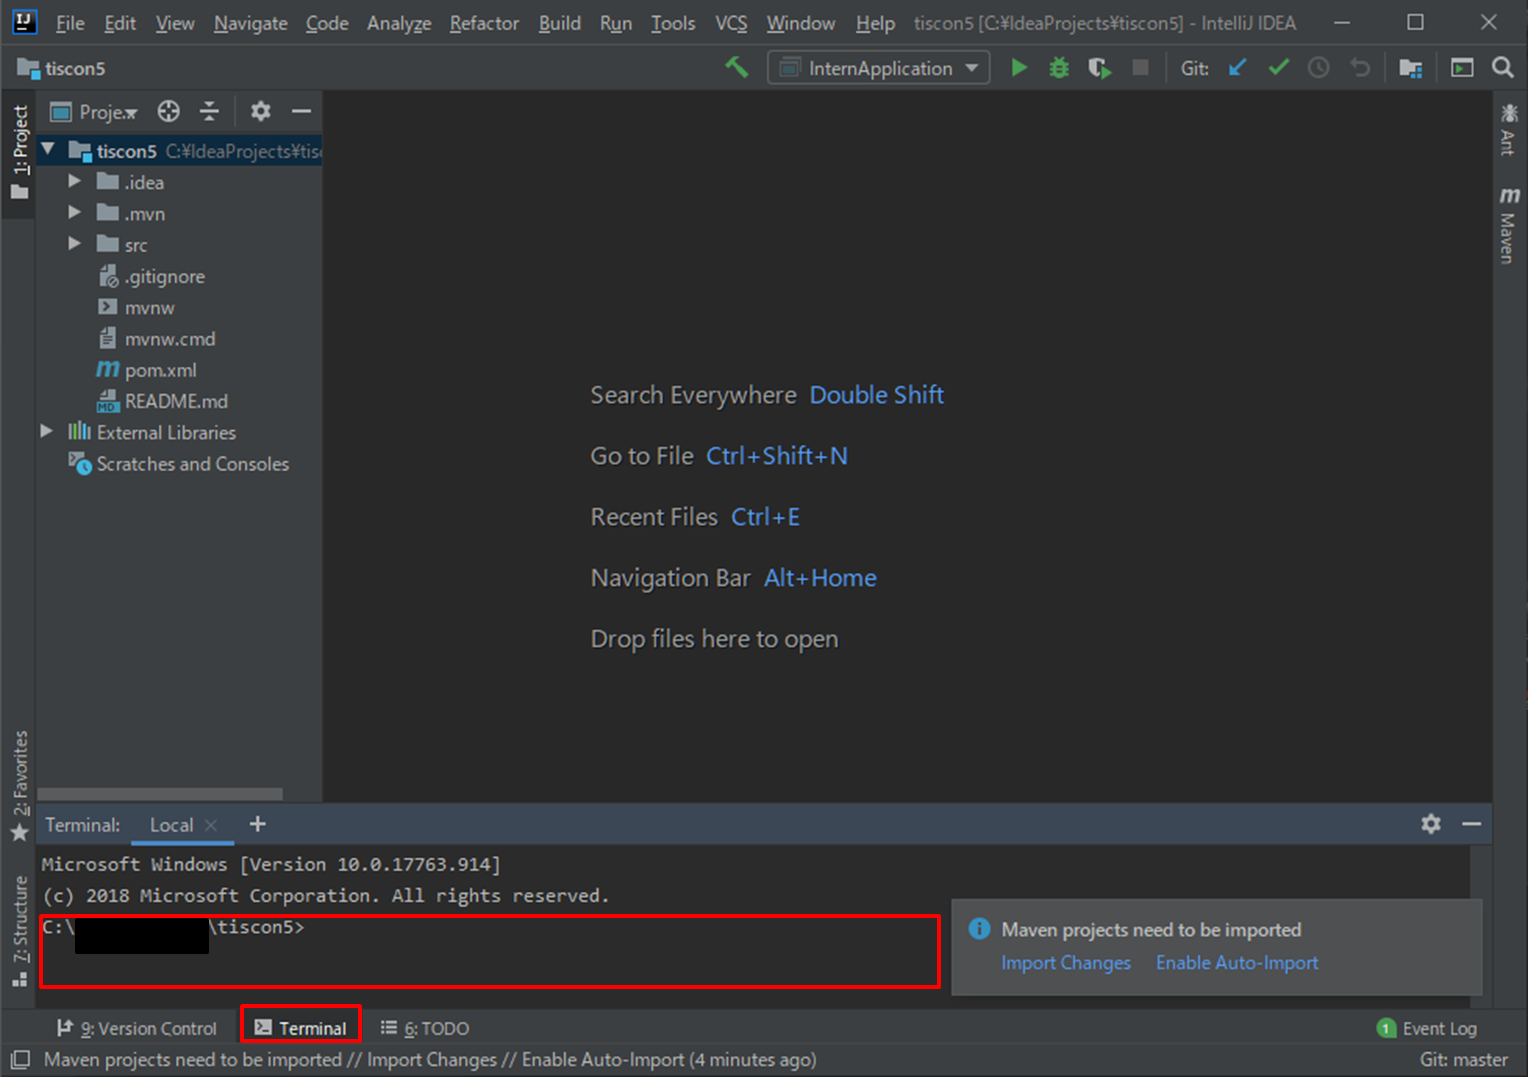 IJ File Edit View Navigate Code Analyze Refactor Build Run Tools VCS Window Help tiscon5 [C:¥IdeaProjects¥tiscon5] - IntelliJ IDEA
tiscon5 InternApplication Git:
1: Project
Proje...
tiscon5 C:¥IdeaProjects¥tisc
.idea
.mvn
src
.gitignore
mvnw
mvnw.cmd
m pom.xml
MD README.md
External Libraries
Scratches and Consoles
Ant
m Maven
Search Everywhere Double Shift
Go to File Ctrl+Shift+N
Recent Files Ctrl+E
Navigation Bar Alt+Home
Drop files here to open
2: Favorites
7: Structure
Terminal: Local × +
Microsoft Windows [Version 10.0.17763.914]
(c) 2018 Microsoft Corporation. All rights reserved.
C:\ \tiscon5>
i Maven projects need to be imported
Import Changes Enable Auto-Import
9: Version Control Terminal 6: TODO 1 Event Log
Maven projects need to be imported // Import Changes // Enable Auto-Import (4 minutes ago) Git: master